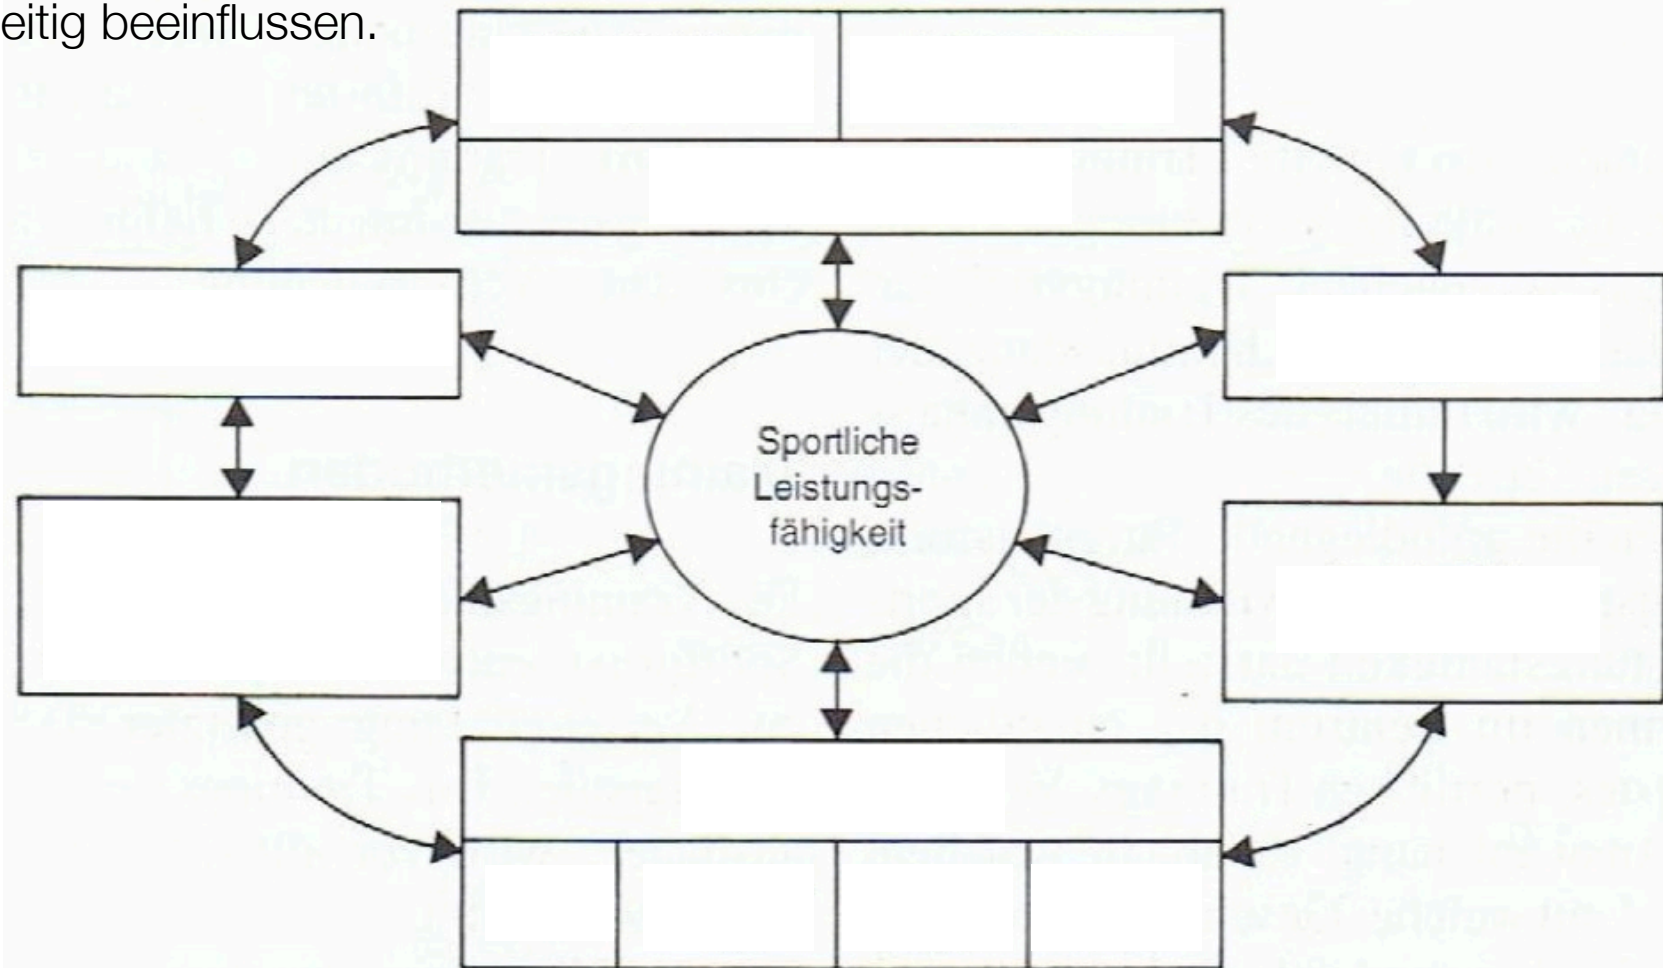 eitig beeinflussen.
Sportliche
Leistungs-
fähigkeit